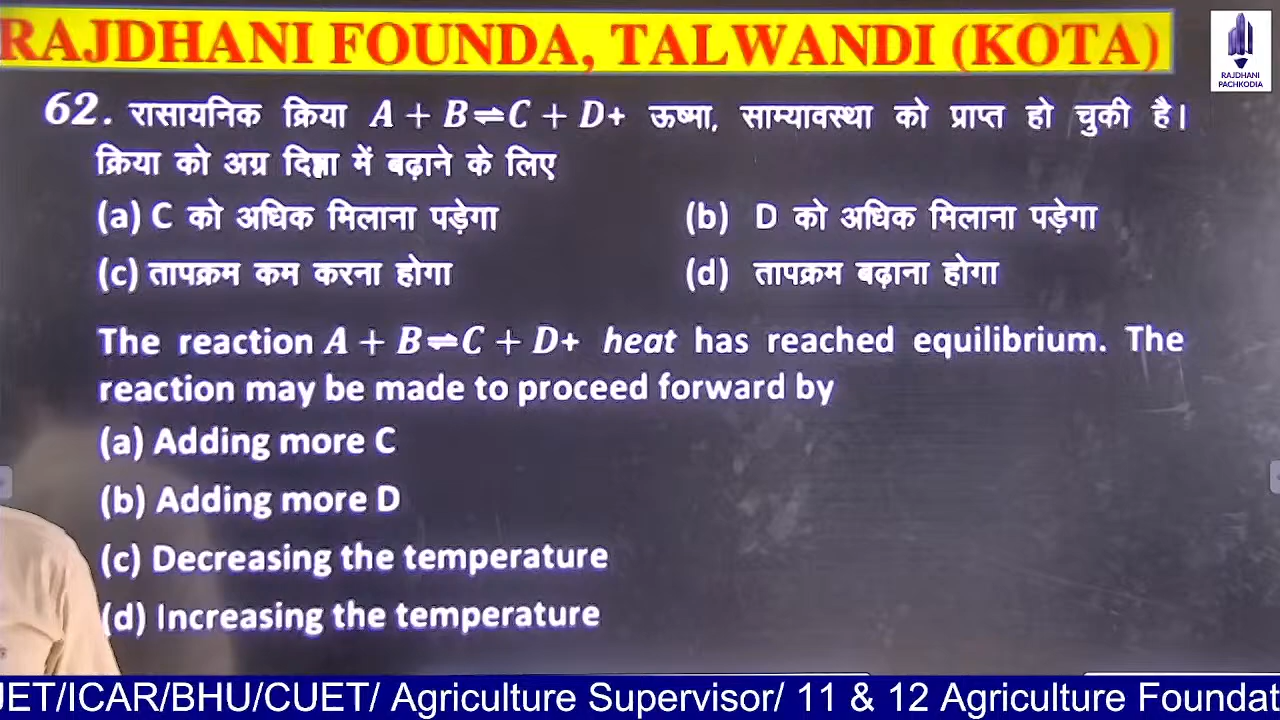 RAJDHANI FOUNDA, TALWANDI (KOTA)
RAJDHANI
PACHKODIA
62. रासायनिक क्रिया A + B⇌C + D+ ऊष्मा, साम्यावस्था को प्राप्त हो चुकी है।
क्रिया को अग्र दिशा में बढ़ाने के लिए
(a) C को अधिक मिलाना पड़ेगा (b) D को अधिक मिलाना पड़ेगा
(c) तापक्रम कम करना होगा (d) तापक्रम बढ़ाना होगा
The reaction A + B⇌C + D+ heat has reached equilibrium. The
reaction may be made to proceed forward by
(a) Adding more C
(b) Adding more D
(c) Decreasing the temperature
(d) Increasing the temperature
JET/ICAR/BHU/CUET/ Agriculture Supervisor/ 11 & 12 Agriculture Foundat